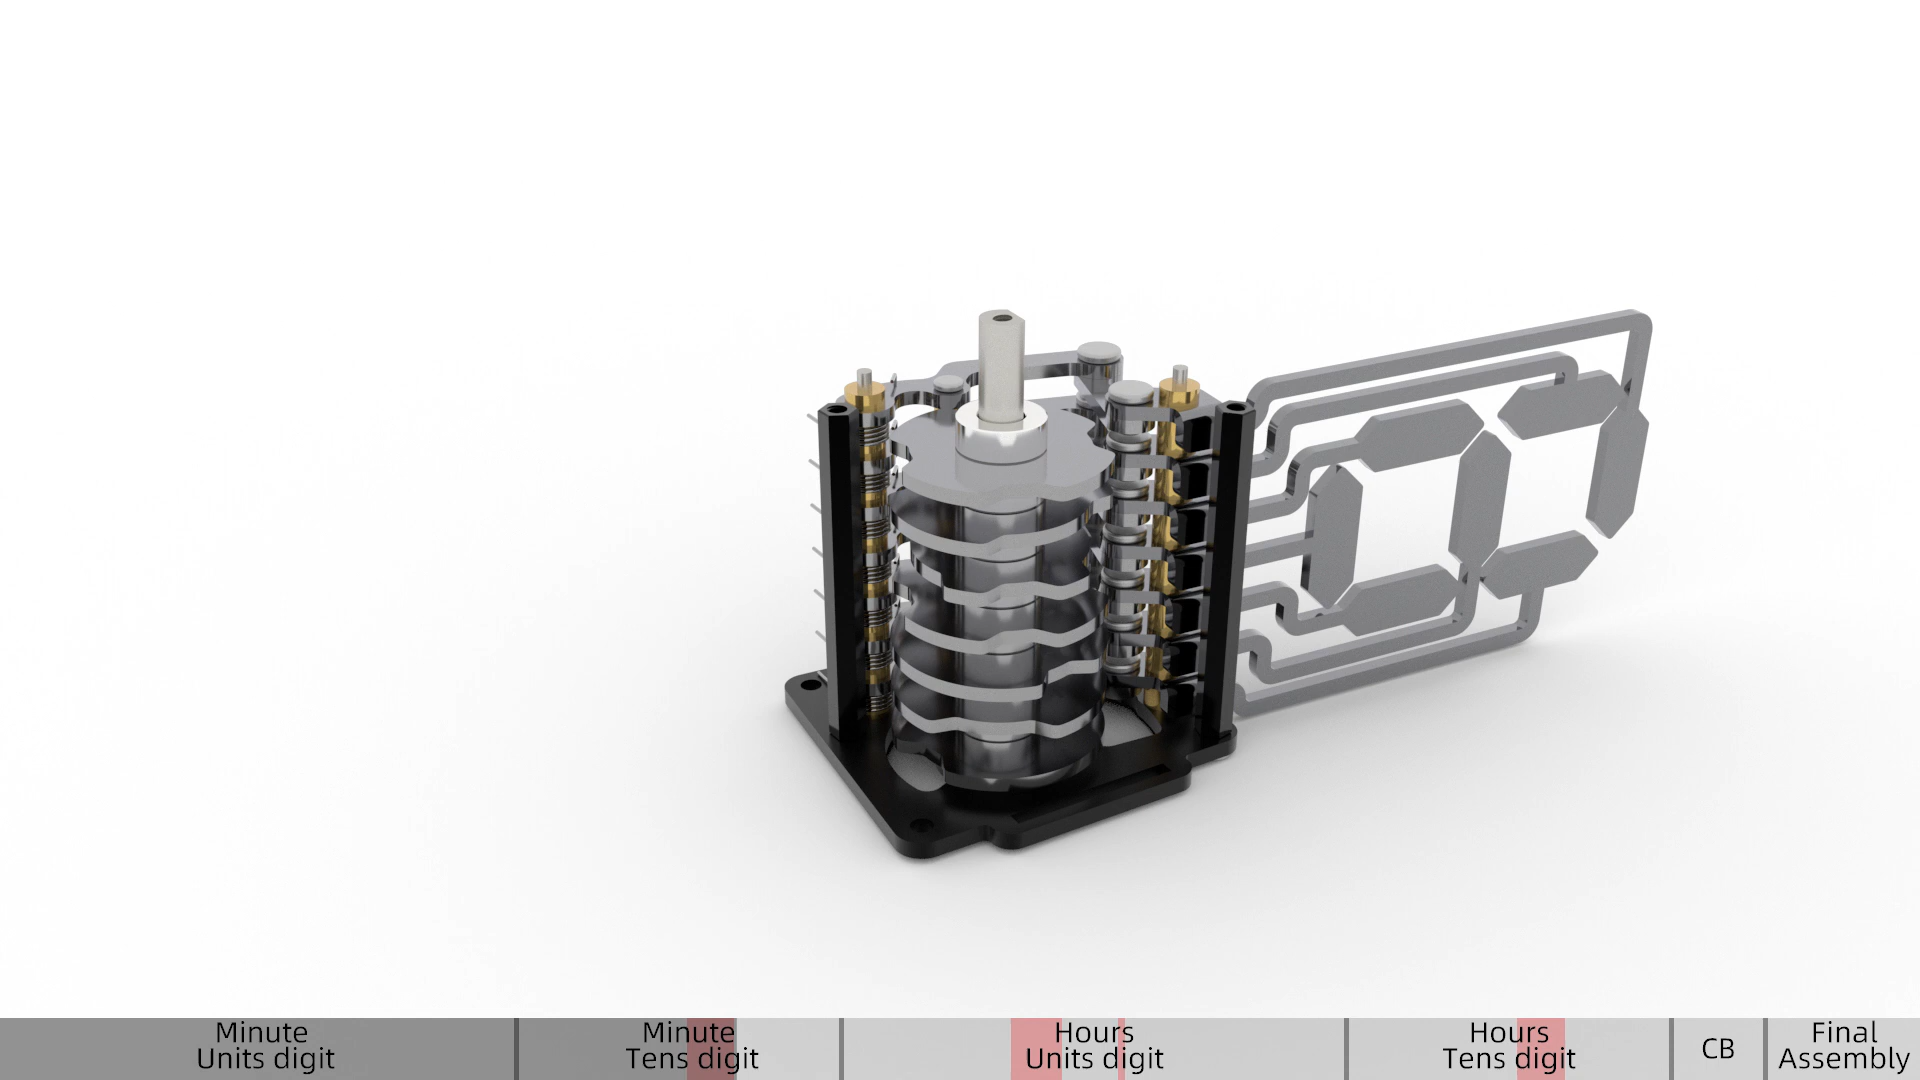 Minute
Units digit
Minute
Tens digit
Hours
Units digit
Hours
Tens digit
CB
Final
Assembly